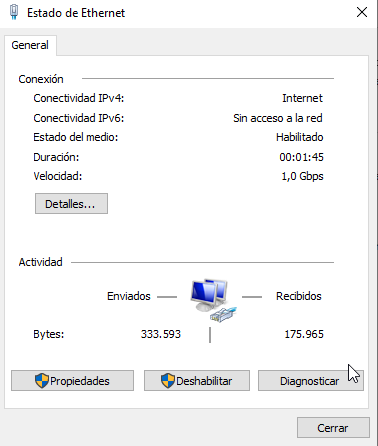 Estado de Ethernet
General
Conexión
Conectividad IPv4: Internet
Conectividad IPv6: Sin acceso a la red
Estado del medio: Habilitado
Duración: 00:01:45
Velocidad: 1,0 Gbps
Detalles...
Actividad
Enviados Recibidos
Bytes: 333.593 175.965
Propiedades Deshabilitar Diagnosticar
Cerrar